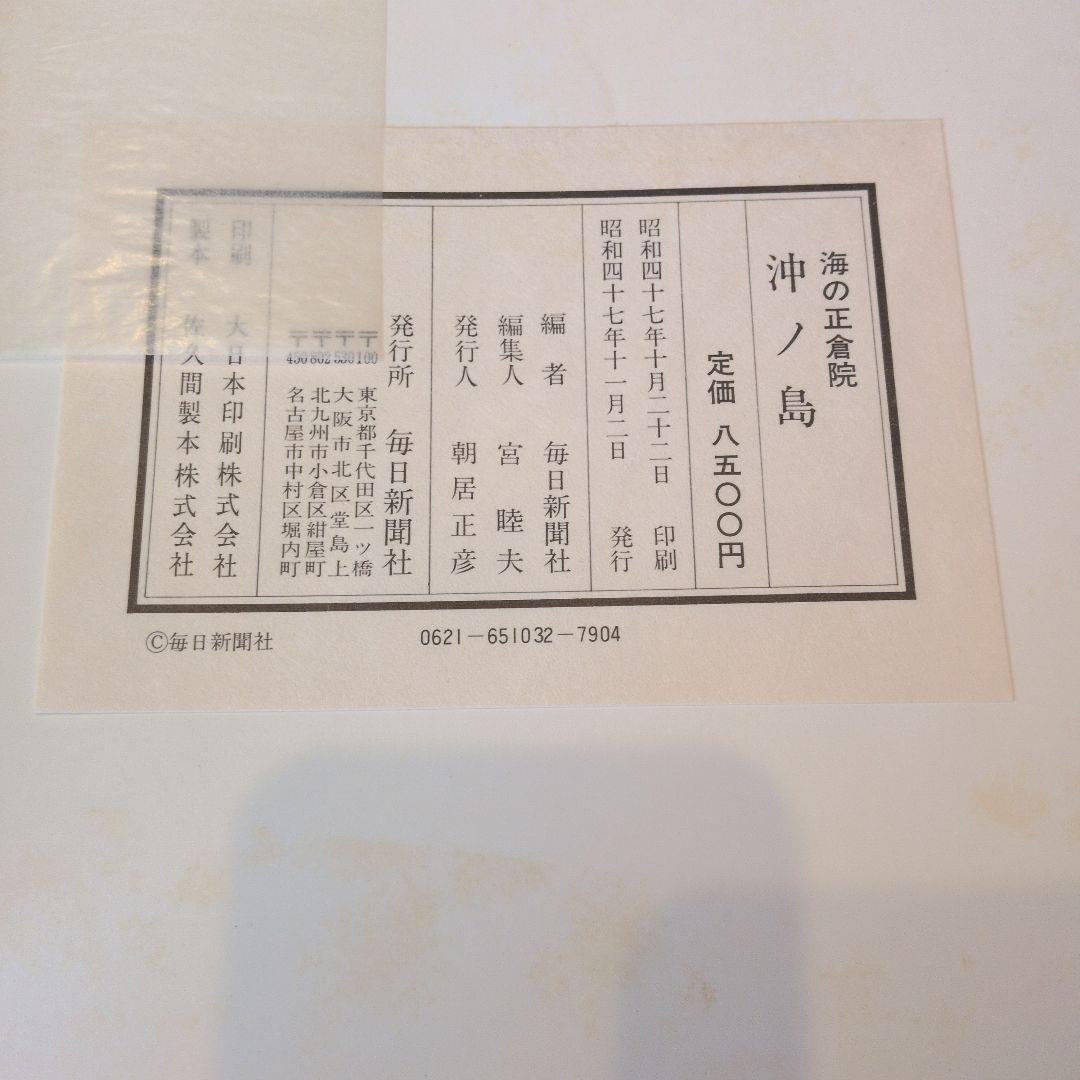 海の正倉院
沖ノ島
定価 八五〇〇円
昭和四十七年十月二十二日 印刷
昭和四十七年十一月二日 発行
編者 毎日新聞社
編集人 宮睦夫
発行人 朝居正彦
発行所 毎日新聞社
〒100 東京都千代田区一ツ橋
〒530 大阪市北区堂島上
〒802 北九州市小倉区紺屋町
〒450 名古屋市中村区堀内町
印刷 大日本印刷株式会社
製本 佐久間製本株式会社
©毎日新聞社
0621-651032-7904